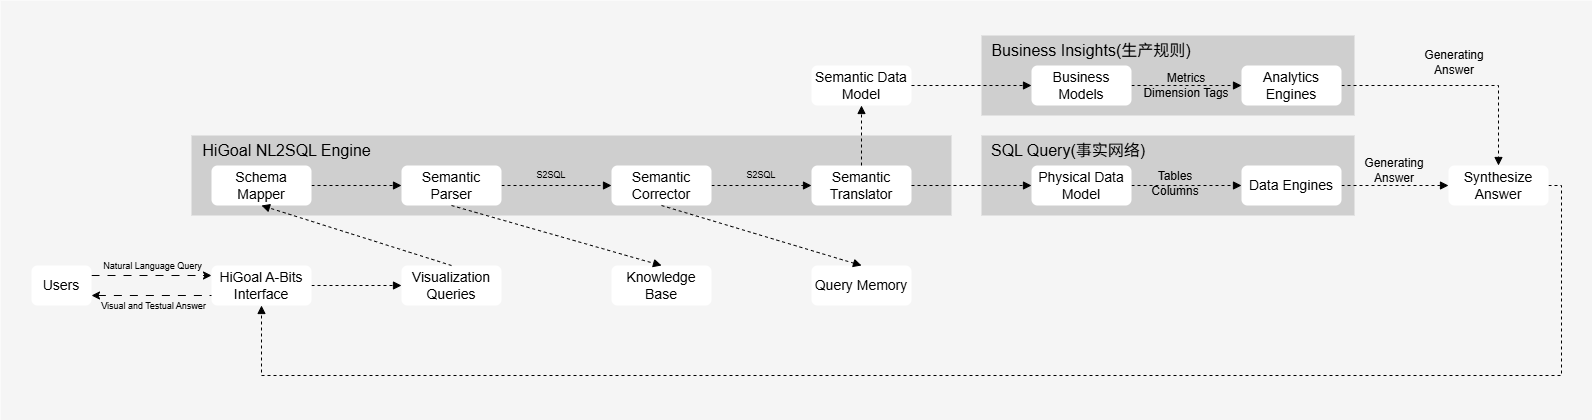 Business Insights(生产规则)
Generating
Answer
Semantic Data
Model
Business
Models
Metrics
Dimension Tags
Analytics
Engines
HiGoal NL2SQL Engine
SQL Query(事实网络)
Schema
Mapper
Semantic
Parser
S2SQL
Semantic
Corrector
S2SQL
Semantic
Translator
Physical Data
Model
Tables
Columns
Data Engines
Generating
Answer
Synthesize
Answer
Users
Natural Language Query
Visual and Testual Answer
HiGoal A-Bits
Interface
Visualization
Queries
Knowledge
Base
Query Memory